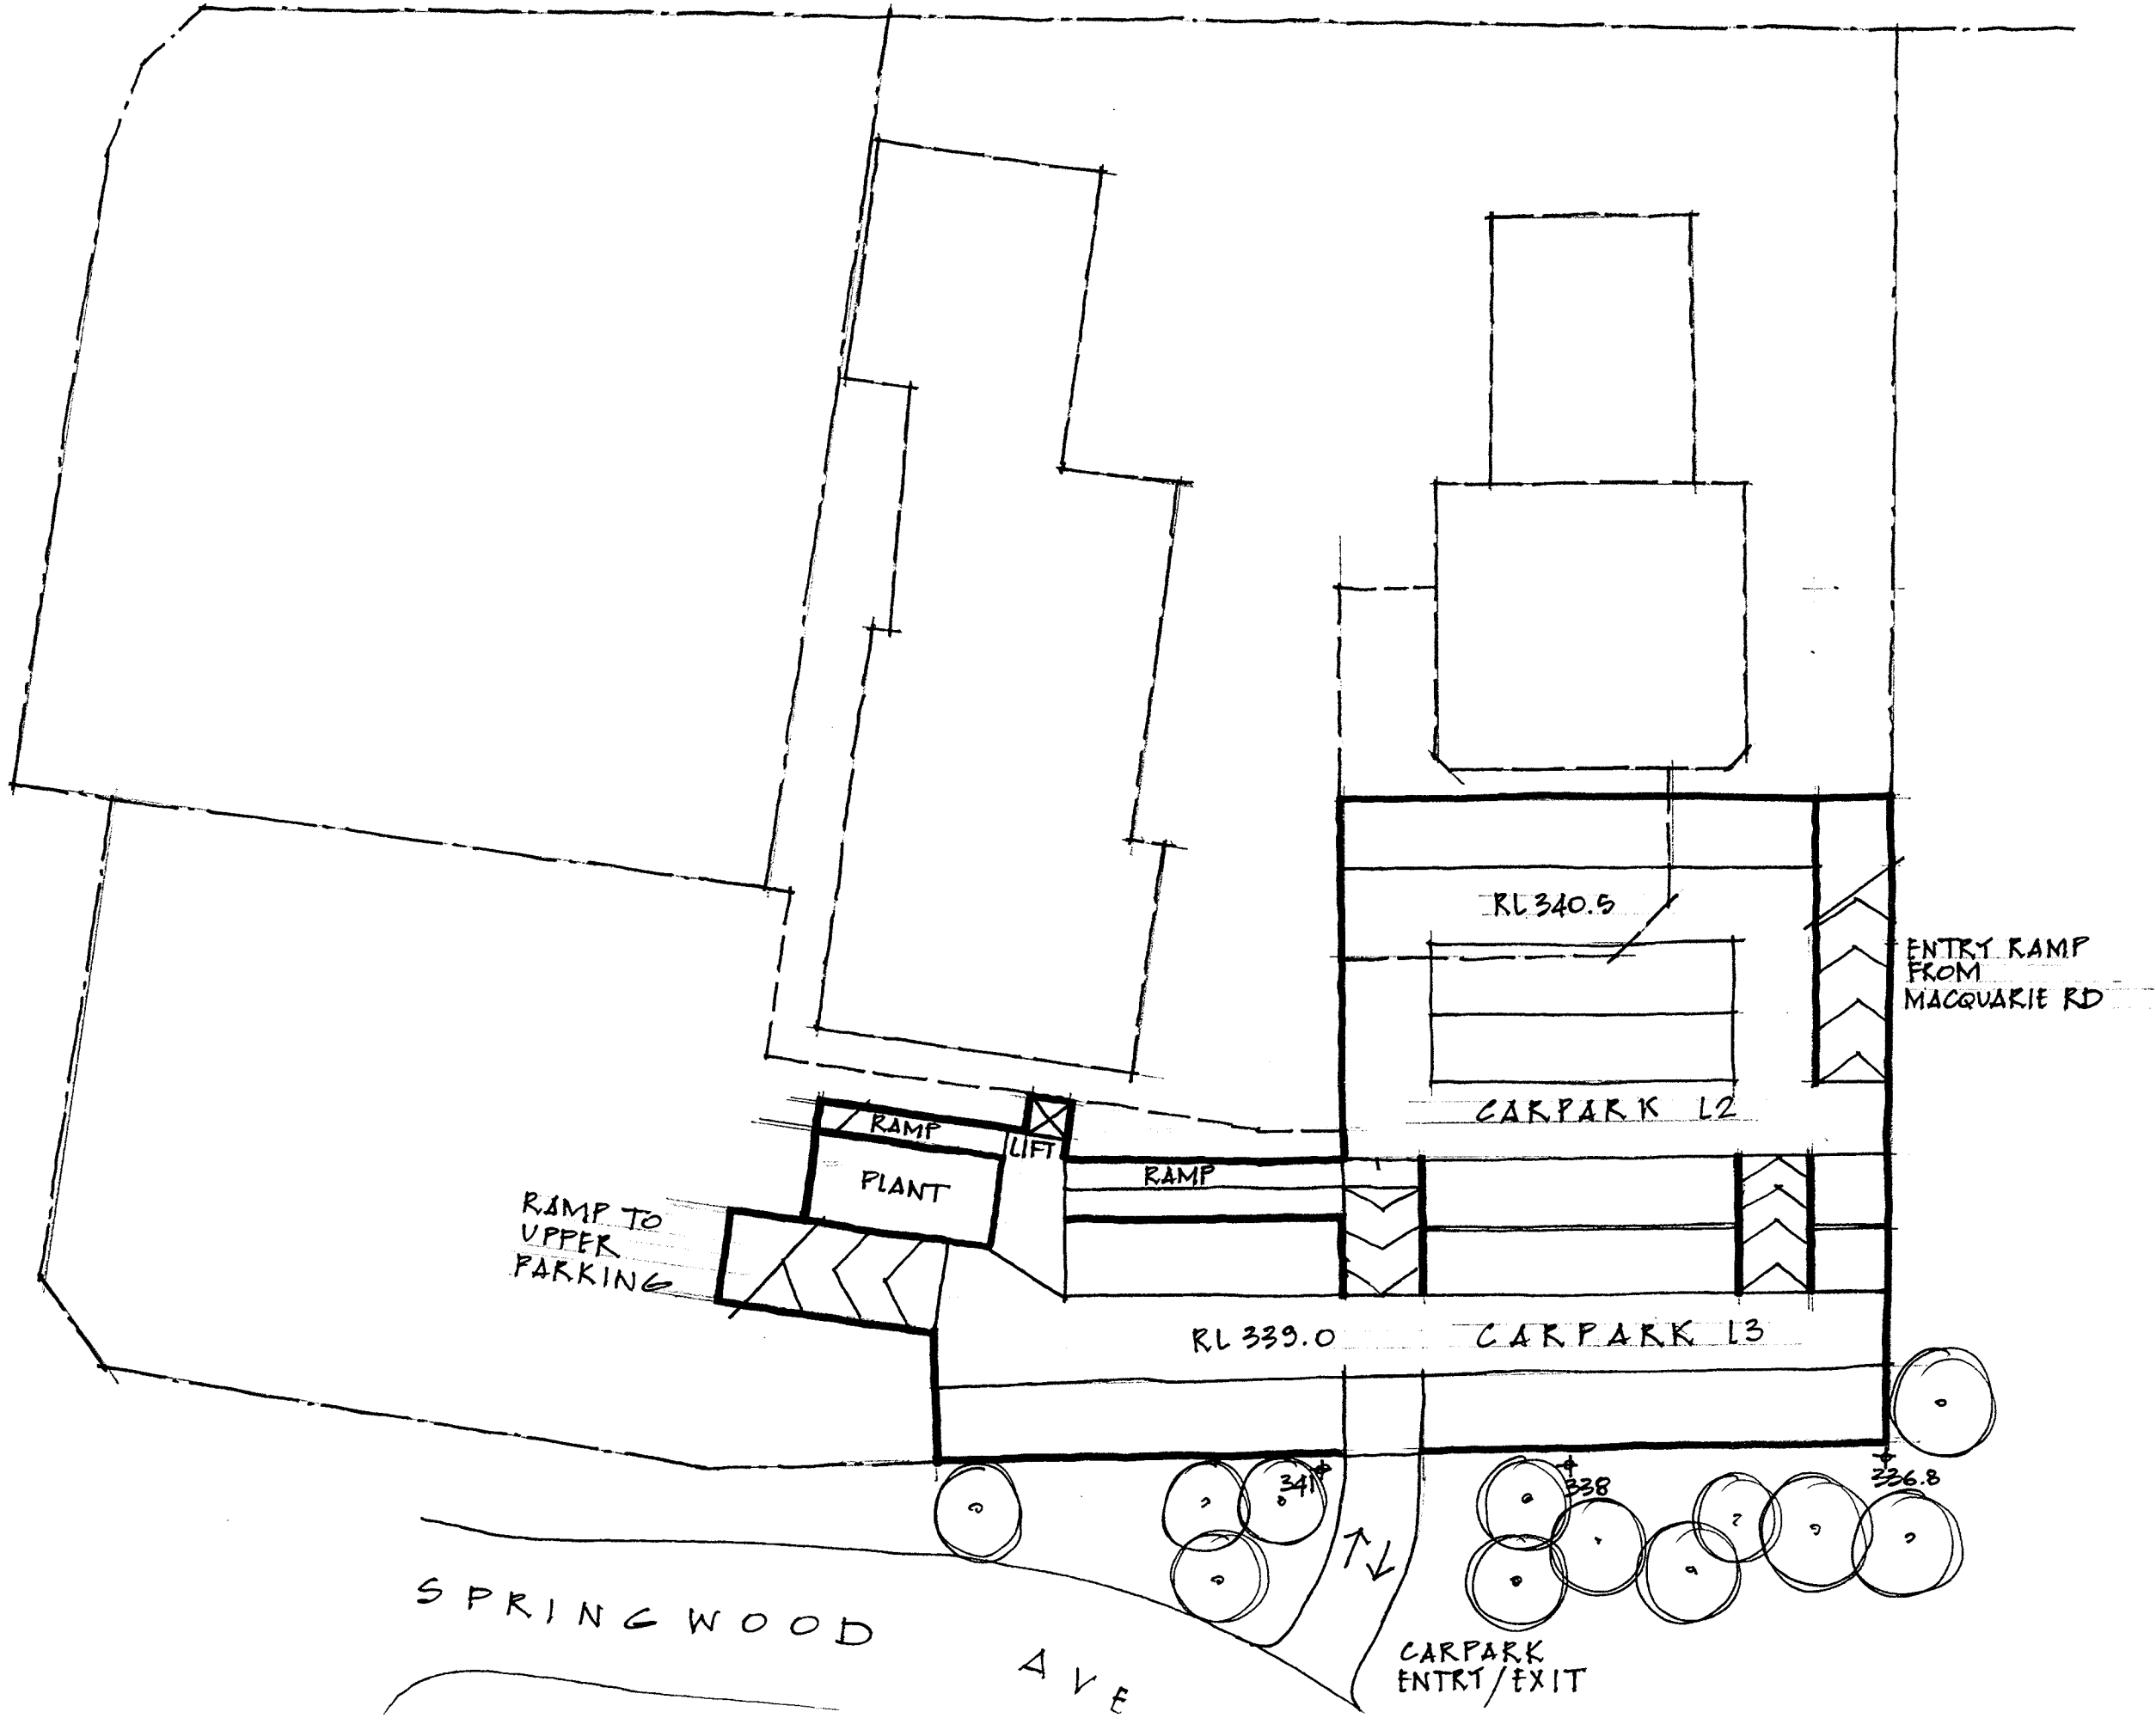 RL 340.5
ENTRY RAMP
FROM
MACQUARIE RD
CARPARK L2
RAMP
LIFT
PLANT
RAMP
RAMP TO
UPPER
PARKING
RL 339.0
CARPARK L3
341
338
336.8
SPRINGWOOD AVE
CARPARK
ENTRY/EXIT